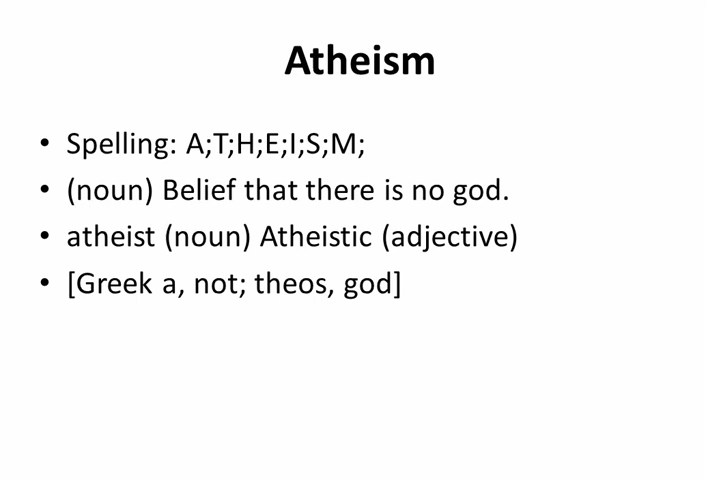 Atheism
• Spelling: A;T;H;E;I;S;M;
• (noun) Belief that there is no god.
• atheist (noun) Atheistic (adjective)
• [Greek a, not; theos, god]